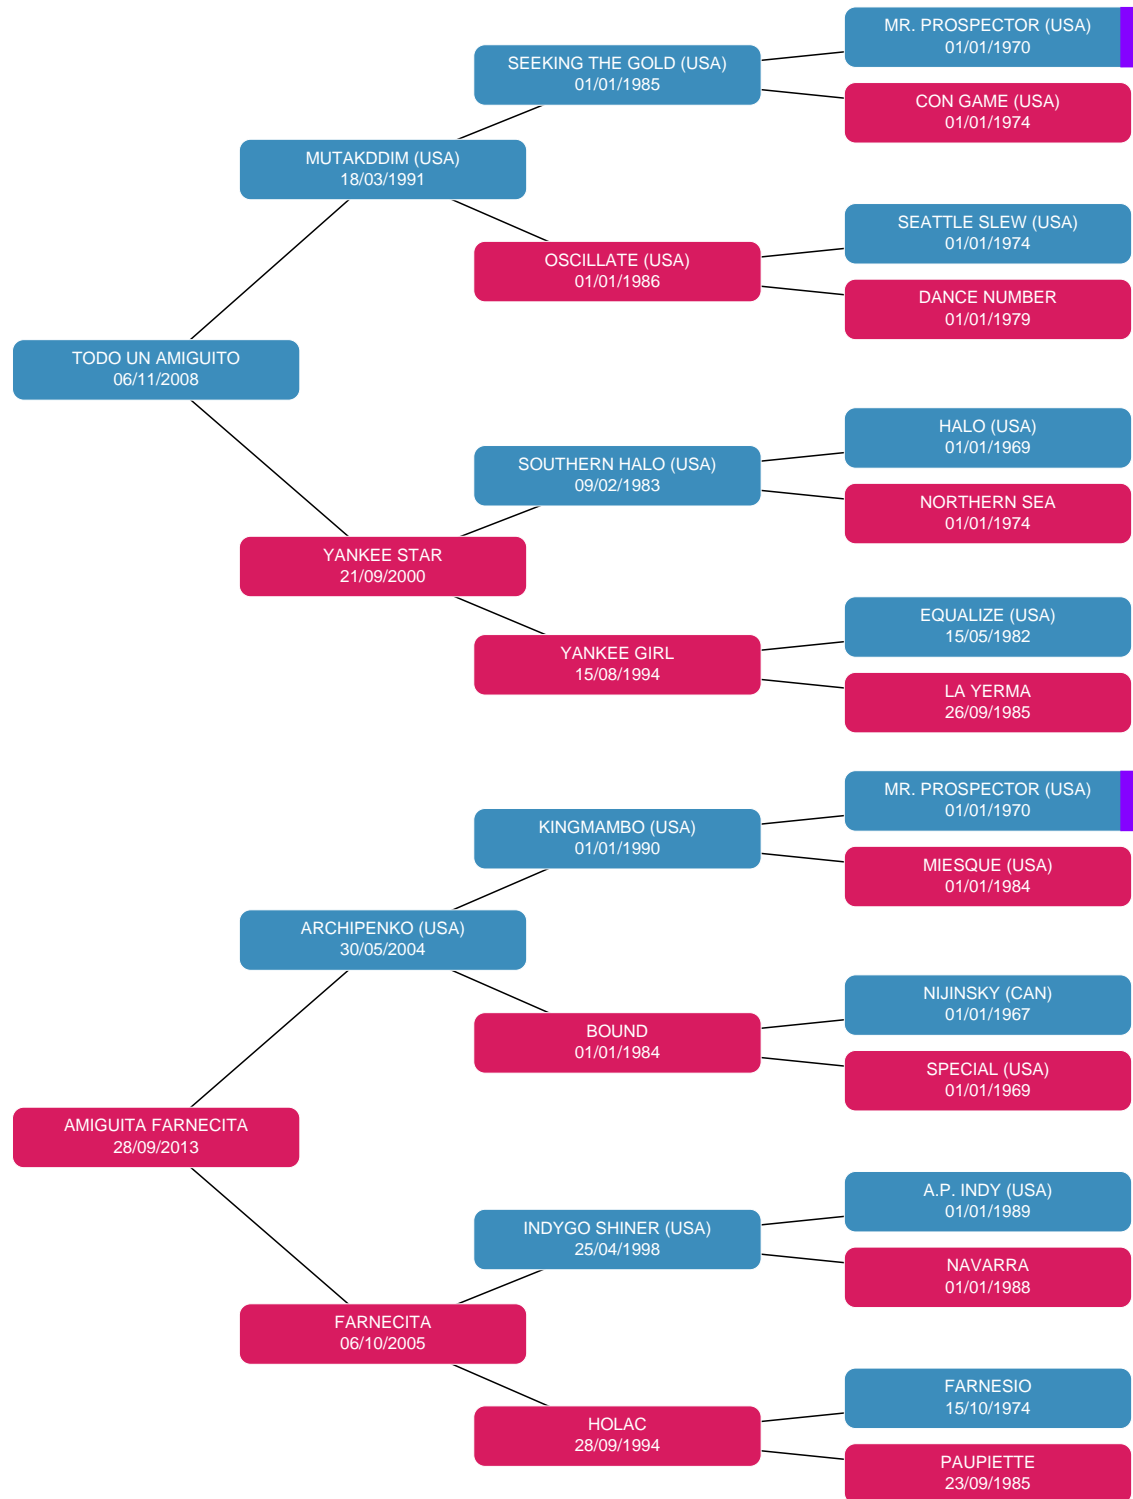 MR. PROSPECTOR (USA)
01/01/1970
SEEKING THE GOLD (USA)
01/01/1985
CON GAME (USA)
01/01/1974
MUTAKDDIM (USA)
18/03/1991
SEATTLE SLEW (USA)
01/01/1974
OSCILLATE (USA)
01/01/1986
DANCE NUMBER
01/01/1979
TODO UN AMIGUITO
06/11/2008
HALO (USA)
01/01/1969
SOUTHERN HALO (USA)
09/02/1983
NORTHERN SEA
01/01/1974
YANKEE STAR
21/09/2000
EQUALIZE (USA)
15/05/1982
YANKEE GIRL
15/08/1994
LA YERMA
26/09/1985
MR. PROSPECTOR (USA)
01/01/1970
KINGMAMBO (USA)
01/01/1990
MIESQUE (USA)
01/01/1984
ARCHIPENKO (USA)
30/05/2004
NIJINSKY (CAN)
01/01/1967
BOUND
01/01/1984
SPECIAL (USA)
01/01/1969
AMIGUITA FARNECITA
28/09/2013
A.P. INDY (USA)
01/01/1989
INDYGO SHINER (USA)
25/04/1998
NAVARRA
01/01/1988
FARNECITA
06/10/2005
FARNESIO
15/10/1974
HOLAC
28/09/1994
PAUPIETTE
23/09/1985